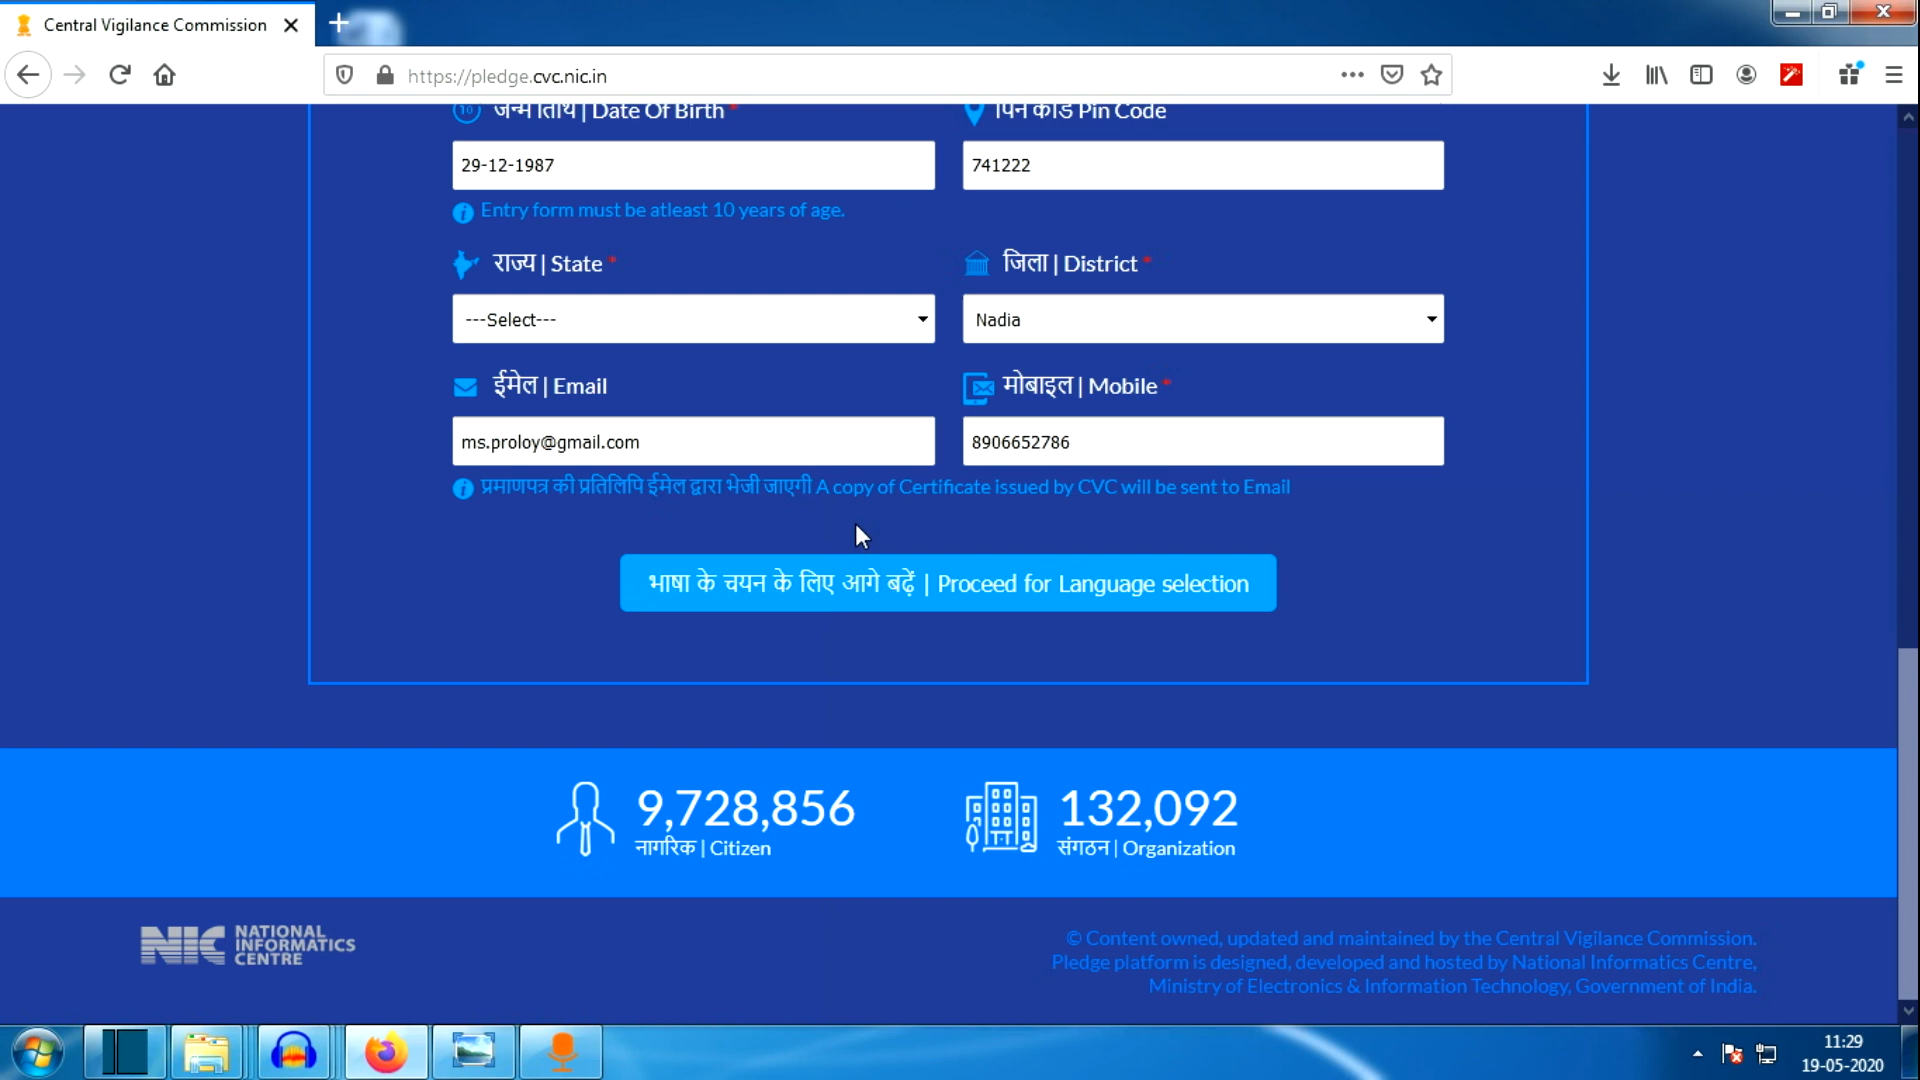 Central Vigilance Commission
https://pledge.cvc.nic.in
जन्म तिथि | Date Of Birth *
पिन कोड Pin Code
29-12-1987
741222
Entry form must be atleast 10 years of age.
राज्य | State *
जिला | District *
---Select---
Nadia
ईमेल | Email
मोबाइल | Mobile *
ms.proloy@gmail.com
8906652786
प्रमाणपत्र की प्रतिलिपि ईमेल द्वारा भेजी जाएगी A copy of Certificate issued by CVC will be sent to Email
भाषा के चयन के लिए आगे बढ़ें | Proceed for Language selection
9,728,856
नागरिक | Citizen
132,092
संगठन | Organization
NIC NATIONAL
INFORMATICS
CENTRE
© Content owned, updated and maintained by the Central Vigilance Commission.
Pledge platform is designed, developed and hosted by National Informatics Centre,
Ministry of Electronics & Information Technology, Government of India.
11:29
19-05-2020